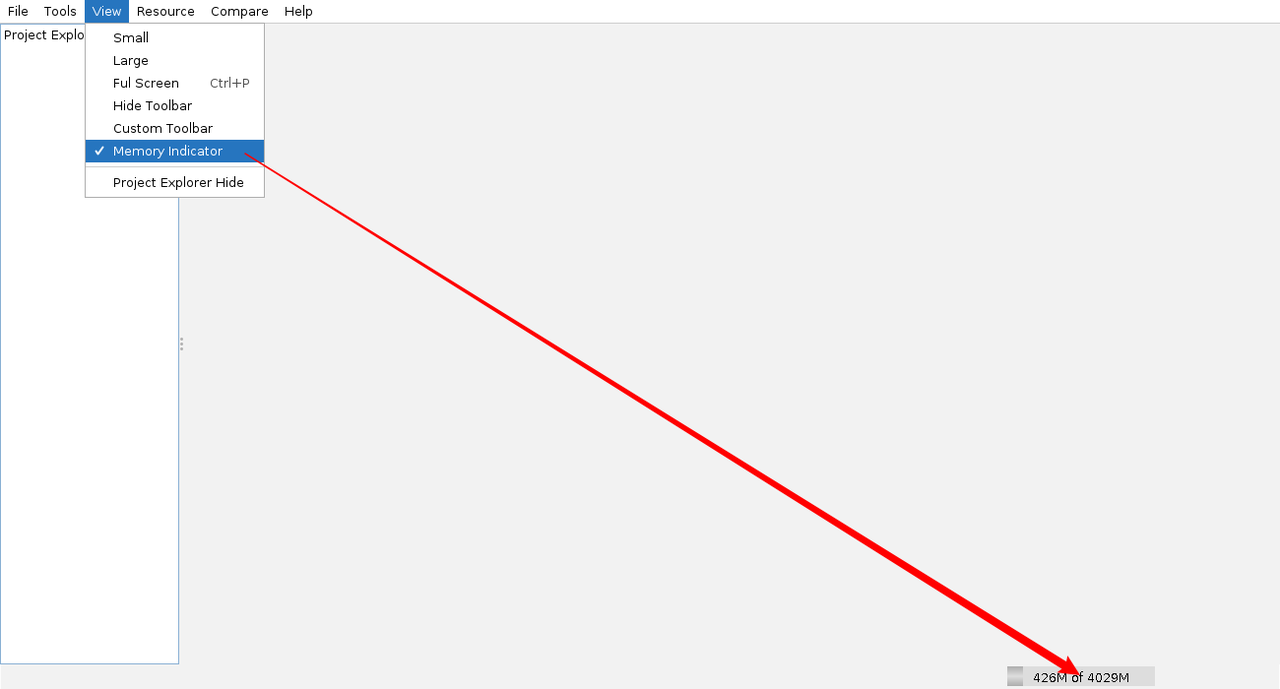 File Tools View Resource Compare Help
Project Explo
Small
Large
Ful Screen Ctrl+P
Hide Toolbar
Custom Toolbar
Memory Indicator
Project Explorer Hide
426M of 4029M